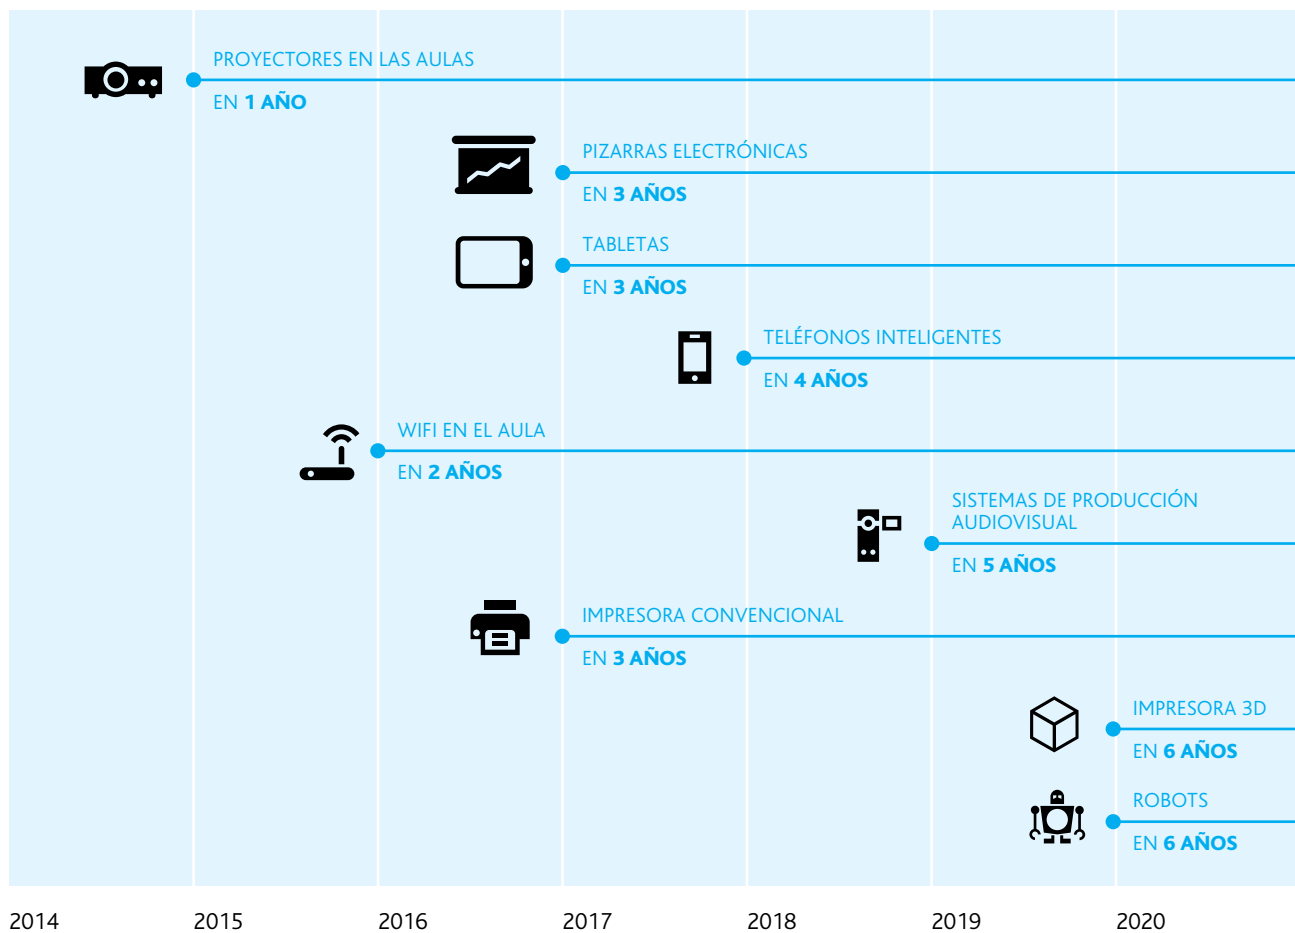 PROYECTORES EN LAS AULAS
EN 1 AÑO
PIZARRAS ELECTRÓNICAS
EN 3 AÑOS
TABLETAS
EN 3 AÑOS
TELÉFONOS INTELIGENTES
EN 4 AÑOS
WIFI EN EL AULA
EN 2 AÑOS
SISTEMAS DE PRODUCCIÓN
AUDIOVISUAL
EN 5 AÑOS
IMPRESORA CONVENCIONAL
EN 3 AÑOS
IMPRESORA 3D
EN 6 AÑOS
ROBOTS
EN 6 AÑOS
2014 2015 2016 2017 2018 2019 2020